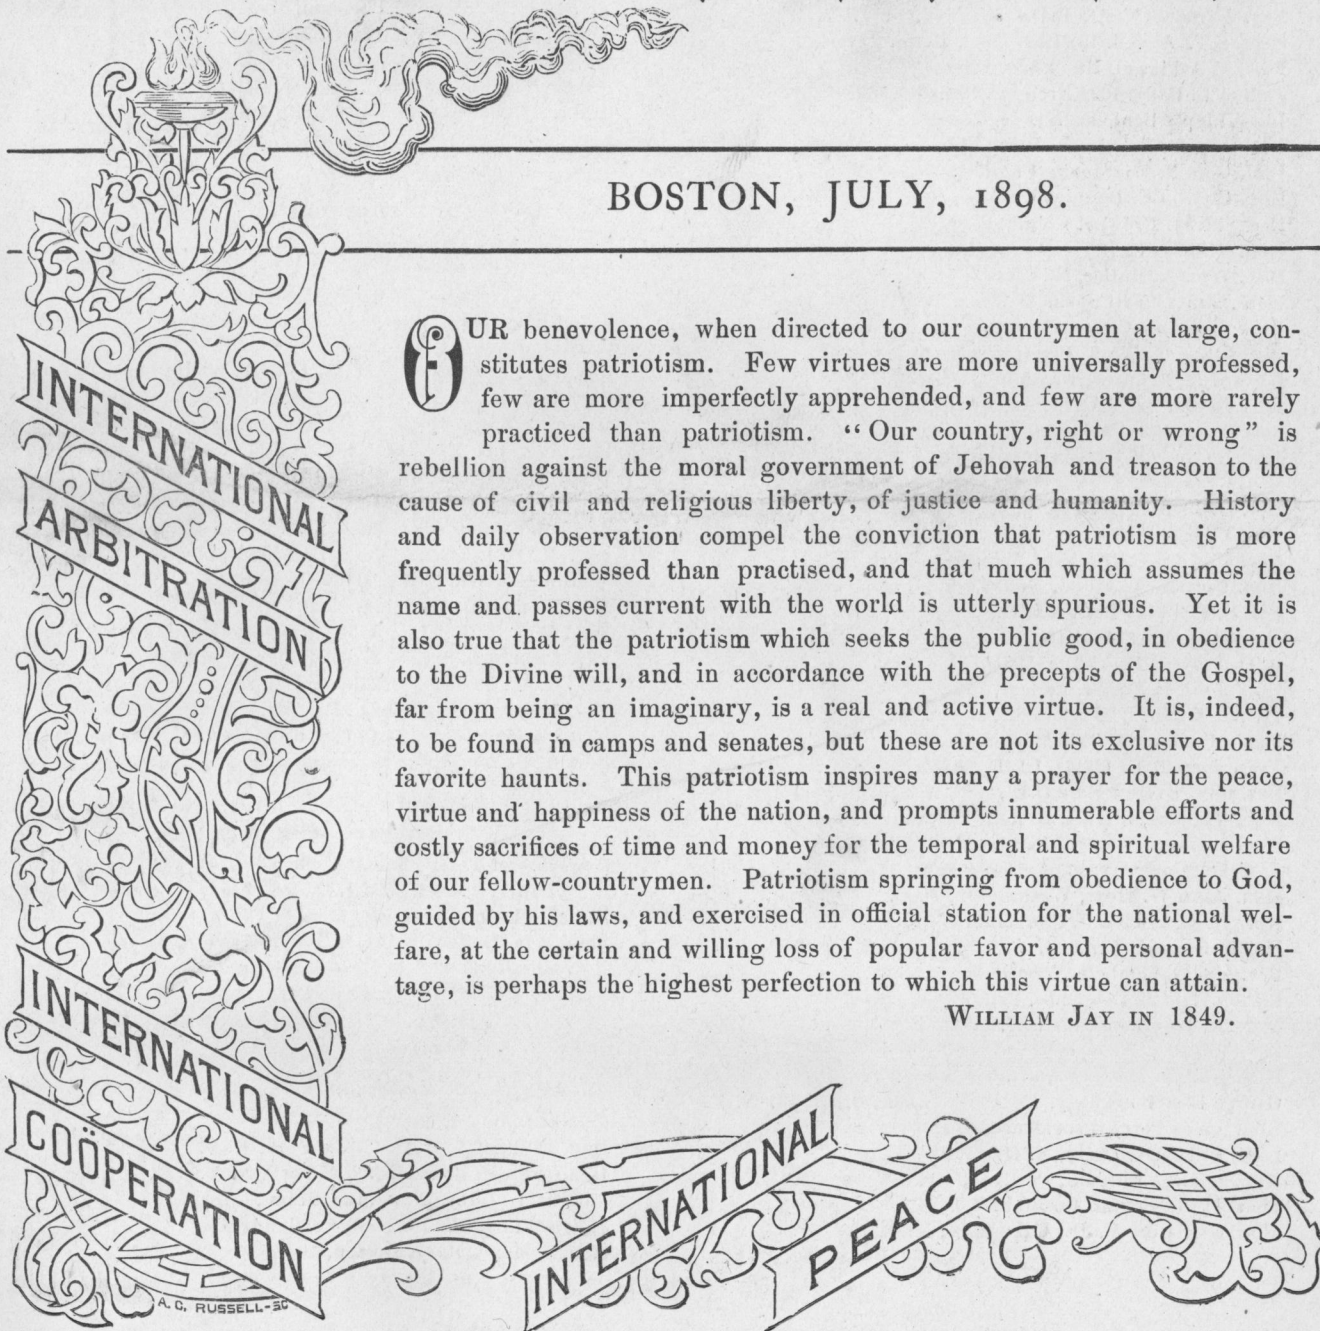 BOSTON, JULY, 1898.
OUR benevolence, when directed to our countrymen at large, con-
stitutes patriotism. Few virtues are more universally professed,
few are more imperfectly apprehended, and few are more rarely
practiced than patriotism. “Our country, right or wrong” is
rebellion against the moral government of Jehovah and treason to the
cause of civil and religious liberty, of justice and humanity. History
and daily observation compel the conviction that patriotism is more
frequently professed than practised, and that much which assumes the
name and passes current with the world is utterly spurious. Yet it is
also true that the patriotism which seeks the public good, in obedience
to the Divine will, and in accordance with the precepts of the Gospel,
far from being an imaginary, is a real and active virtue. It is, indeed,
to be found in camps and senates, but these are not its exclusive nor its
favorite haunts. This patriotism inspires many a prayer for the peace,
virtue and happiness of the nation, and prompts innumerable efforts and
costly sacrifices of time and money for the temporal and spiritual welfare
of our fellow-countrymen. Patriotism springing from obedience to God,
guided by his laws, and exercised in official station for the national wel-
fare, at the certain and willing loss of popular favor and personal advan-
tage, is perhaps the highest perfection to which this virtue can attain.
WILLIAM JAY IN 1849.
INTERNATIONAL
ARBITRATION
INTERNATIONAL
COÖPERATION
INTERNATIONAL
PEACE
A. C. RUSSELL-SC